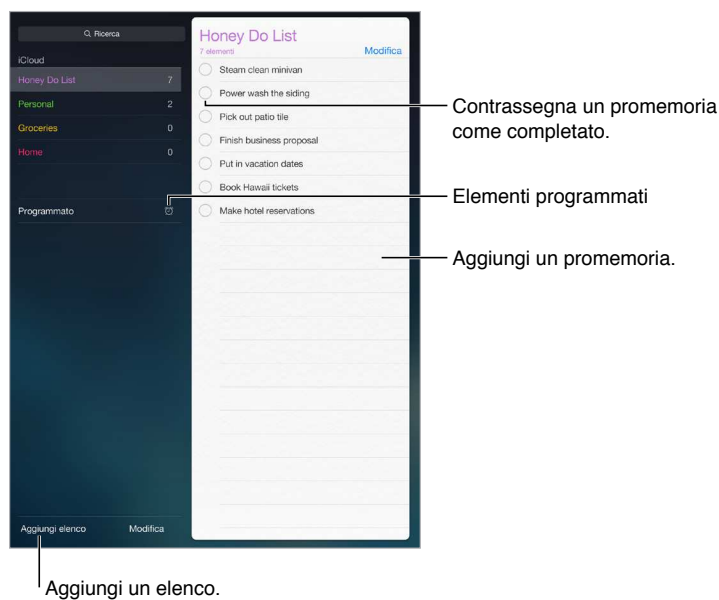 Ricerca
iCloud
Honey Do List 7
Personal 2
Groceries 0
Home 0
Programmato
Aggiungi elenco Modifica
Honey Do List
7 elementi Modifica
Steam clean minivan
Power wash the siding
Pick out patio tile
Finish business proposal
Put in vacation dates
Book Hawaii tickets
Make hotel reservations
Contrassegna un promemoria
come completato.
Elementi programmati
Aggiungi un promemoria.
Aggiungi un elenco.